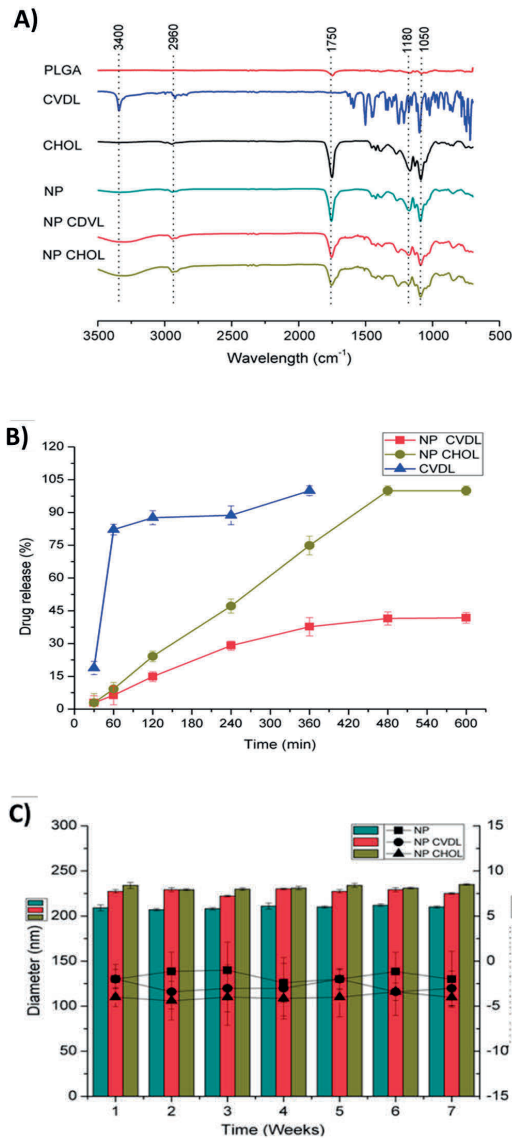 A)
3400
2960
1750
1180
1050
PLGA
CVDL
CHOL
NP
NP CDVL
NP CHOL
3500 3000 2500 2000 1500 1000 500
Wavelength (cm⁻¹)
B)
NP CVDL
NP CHOL
CVDL
120
105
90
75
60
45
30
15
0
Drug release (%)
0 60 120 180 240 300 360 420 480 540 600
Time (min)
C)
NP
NP CVDL
NP CHOL
300
250
200
150
100
50
0
Diameter (nm)
15
10
5
0
-5
-10
-15
1 2 3 4 5 6 7
Time (Weeks)